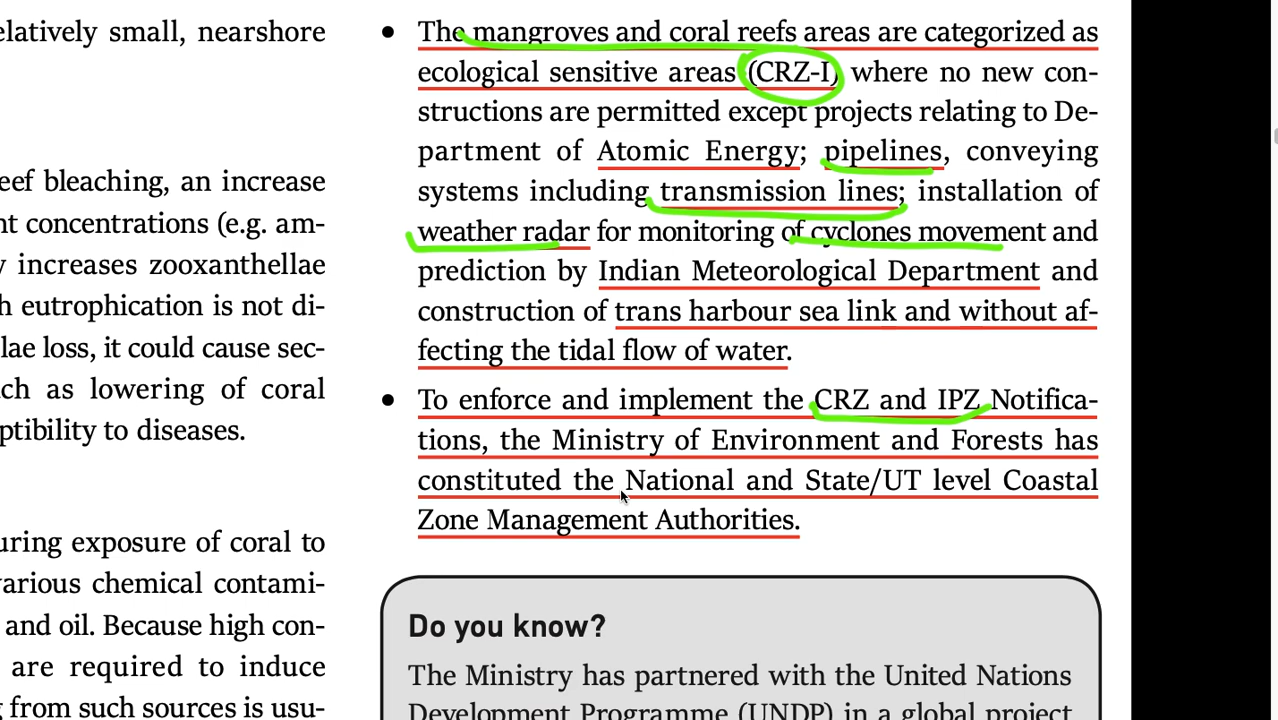 elatively small, nearshore
eef bleaching, an increase
nt concentrations (e.g. am-
y increases zooxanthellae
h eutrophication is not di-
lae loss, it could cause sec-
ch as lowering of coral
ptibility to diseases.
uring exposure of coral to
various chemical contami-
and oil. Because high con-
are required to induce
g from such sources is usu-
• The mangroves and coral reefs areas are categorized as
ecological sensitive areas (CRZ-I) where no new con-
structions are permitted except projects relating to De-
partment of Atomic Energy; pipelines, conveying
systems including transmission lines; installation of
weather radar for monitoring of cyclones movement and
prediction by Indian Meteorological Department and
construction of trans harbour sea link and without af-
fecting the tidal flow of water.
• To enforce and implement the CRZ and IPZ Notifica-
tions, the Ministry of Environment and Forests has
constituted the National and State/UT level Coastal
Zone Management Authorities.
Do you know?
The Ministry has partnered with the United Nations
Development Programme (UNDP) in a global project